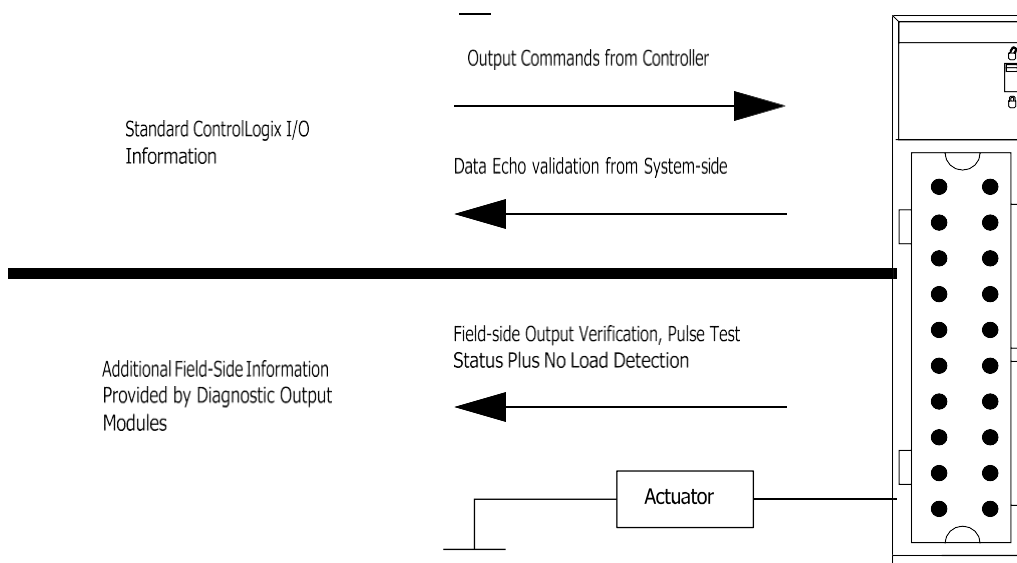 Output Commands from Controller
Standard ControlLogix I/O
Information
Data Echo validation from System-side
Field-side Output Verification, Pulse Test
Status Plus No Load Detection
Additional Field-Side Information
Provided by Diagnostic Output
Modules
Actuator